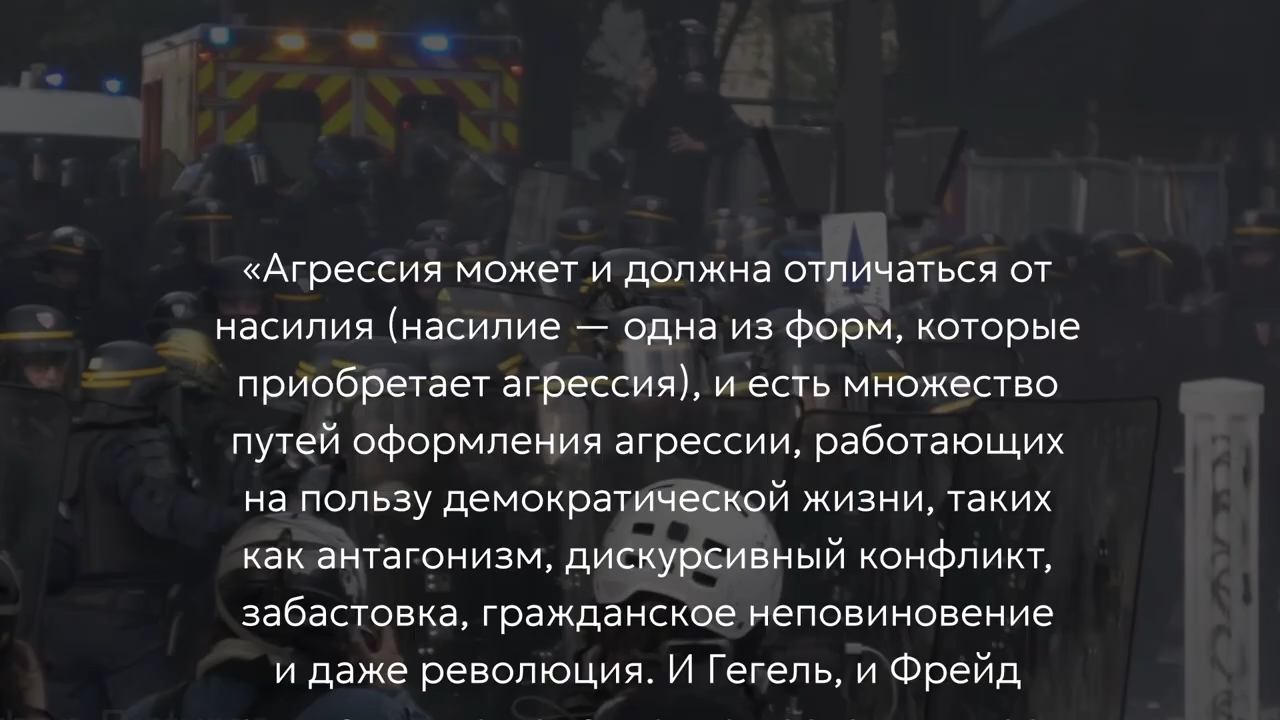 «Агрессия может и должна отличаться от
насилия (насилие — одна из форм, которые
приобретает агрессия), и есть множество
путей оформления агрессии, работающих
на пользу демократической жизни, таких
как антагонизм, дискурсивный конфликт,
забастовка, гражданское неповиновение
и даже революция. И Гегель, и Фрейд